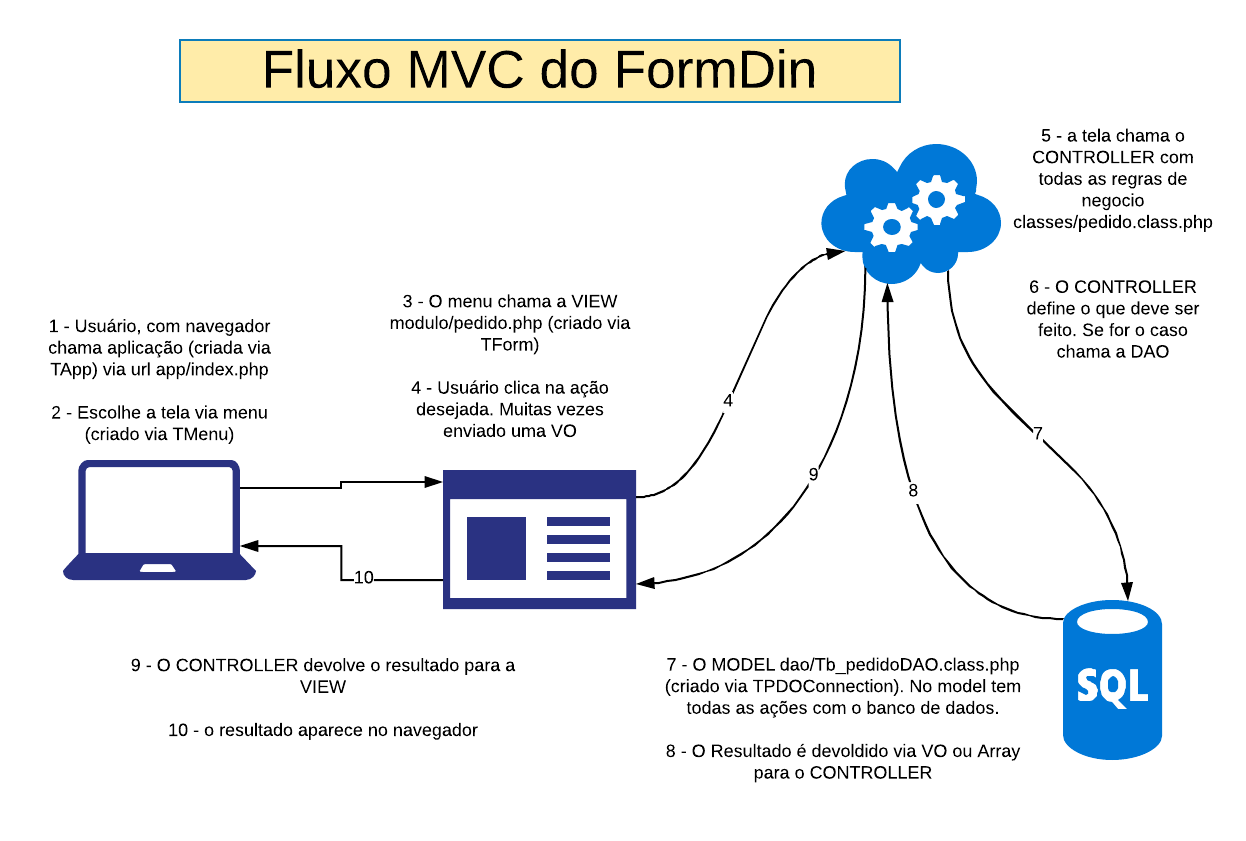 Fluxo MVC do FormDin
5 - a tela chama o
CONTROLLER com
todas as regras de
negocio
classes/pedido.class.php
6 - O CONTROLLER
define o que deve ser
feito. Se for o caso
chama a DAO
3 - O menu chama a VIEW
modulo/pedido.php (criado via
TForm)
4 - Usuário clica na ação
desejada. Muitas vezes
enviado uma VO
1 - Usuário, com navegador
chama aplicação (criada via
TApp) via url app/index.php
2 - Escolhe a tela via menu
(criado via TMenu)
4
7
9
8
10
9 - O CONTROLLER devolve o resultado para a
VIEW
10 - o resultado aparece no navegador
7 - O MODEL dao/Tb_pedidoDAO.class.php
(criado via TPDOConnection). No model tem
todas as ações com o banco de dados.
8 - O Resultado é devoldido via VO ou Array
para o CONTROLLER
SQL